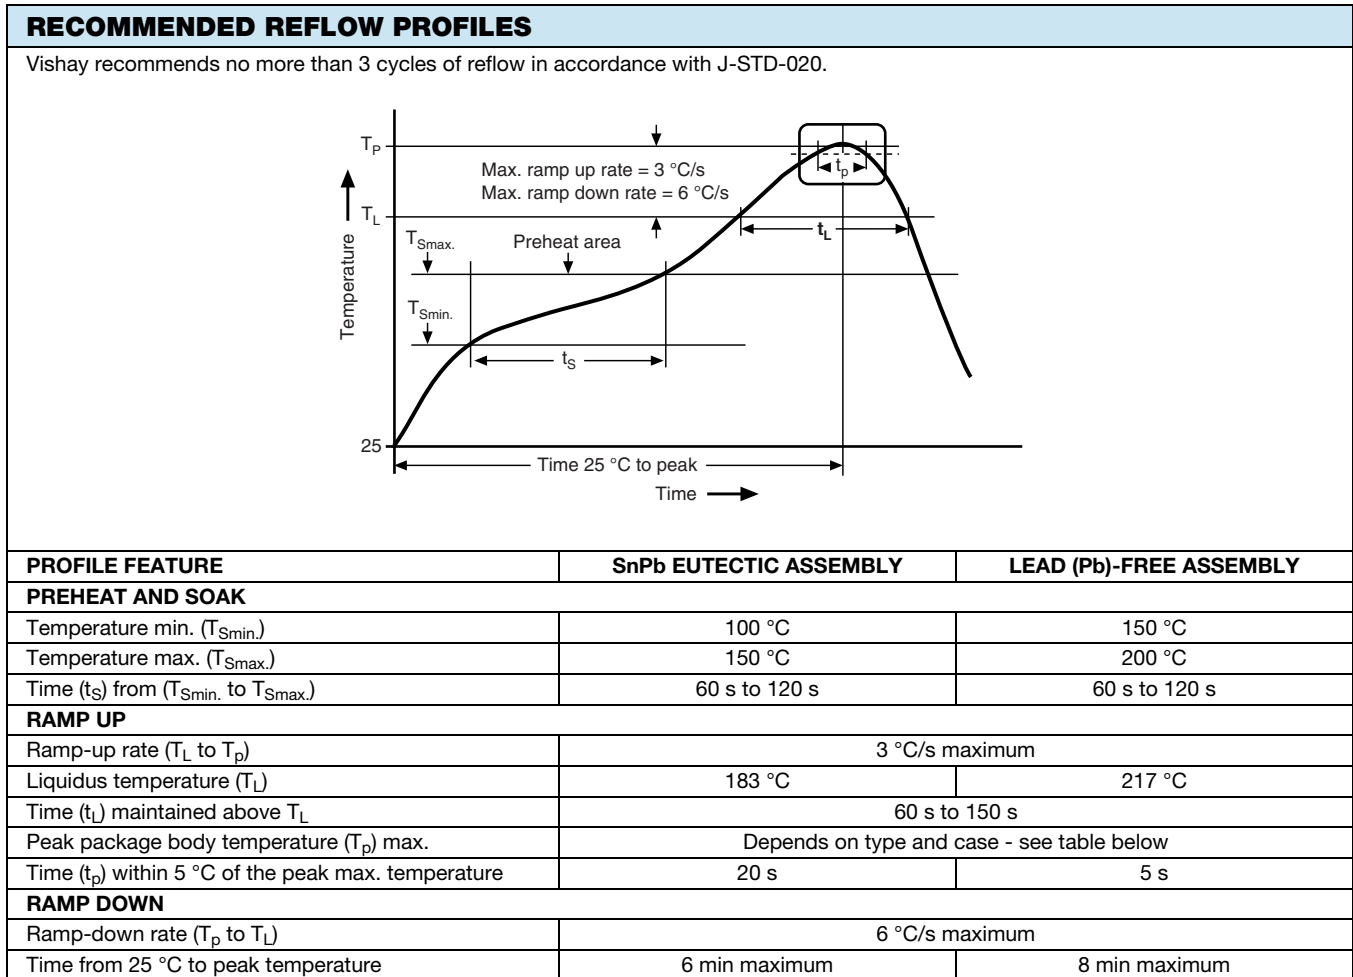 RECOMMENDED REFLOW PROFILES
Vishay recommends no more than 3 cycles of reflow in accordance with J-STD-020.
TP
Max. ramp up rate = 3 °C/s
Max. ramp down rate = 6 °C/s
tp
TL
tL
TSmax.
Preheat area
Temperature
TSmin.
tS
25
Time 25 °C to peak
Time
PROFILE FEATURE SnPb EUTECTIC ASSEMBLY LEAD (Pb)-FREE ASSEMBLY
PREHEAT AND SOAK
Temperature min. (TSmin.) 100 °C 150 °C
Temperature max. (TSmax.) 150 °C 200 °C
Time (tS) from (TSmin. to TSmax.) 60 s to 120 s 60 s to 120 s
RAMP UP
Ramp-up rate (TL to Tp) 3 °C/s maximum
Liquidus temperature (TL) 183 °C 217 °C
Time (tL) maintained above TL 60 s to 150 s
Peak package body temperature (Tp) max. Depends on type and case - see table below
Time (tp) within 5 °C of the peak max. temperature 20 s 5 s
RAMP DOWN
Ramp-down rate (Tp to TL) 6 °C/s maximum
Time from 25 °C to peak temperature 6 min maximum 8 min maximum